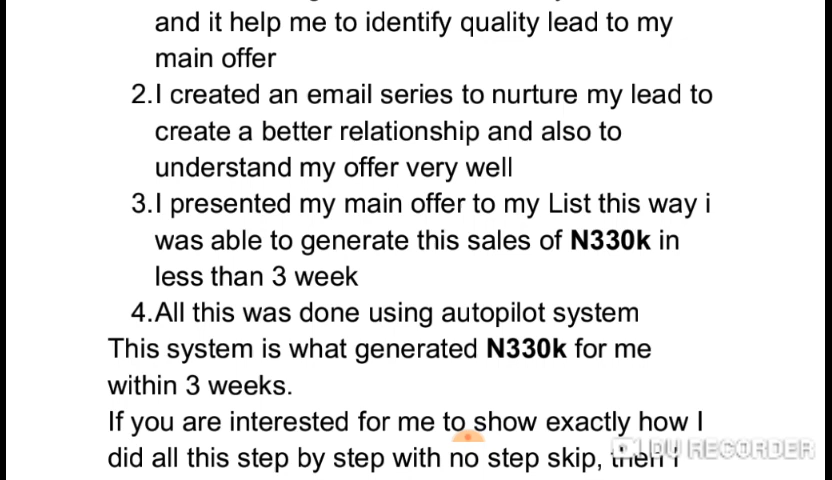 and it help me to identify quality lead to my
main offer
2.I created an email series to nurture my lead to
create a better relationship and also to
understand my offer very well
3.I presented my main offer to my List this way i
was able to generate this sales of N330k in
less than 3 week
4.All this was done using autopilot system
This system is what generated N330k for me
within 3 weeks.
If you are interested for me to show exactly how I
did all this step by step with no step skip, then I
DU RECORDER